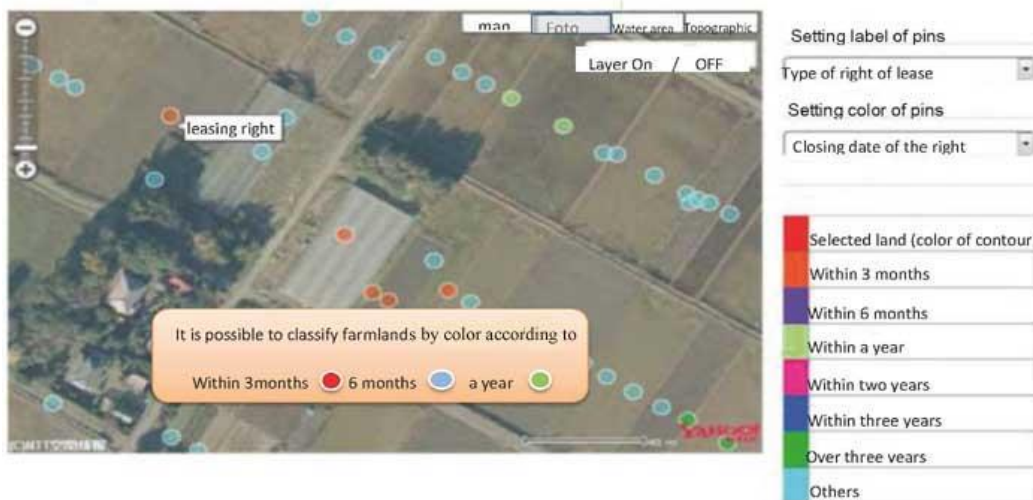 map Foto Water area Topographic
Layer On / OFF
leasing right
It is possible to classify farmlands by color according to
Within 3months 6 months a year
YAHOO!
Setting label of pins
Type of right of lease
Setting color of pins
Closing date of the right
Selected land (color of contour
Within 3 months
Within 6 months
Within a year
Within two years
Within three years
Over three years
Others